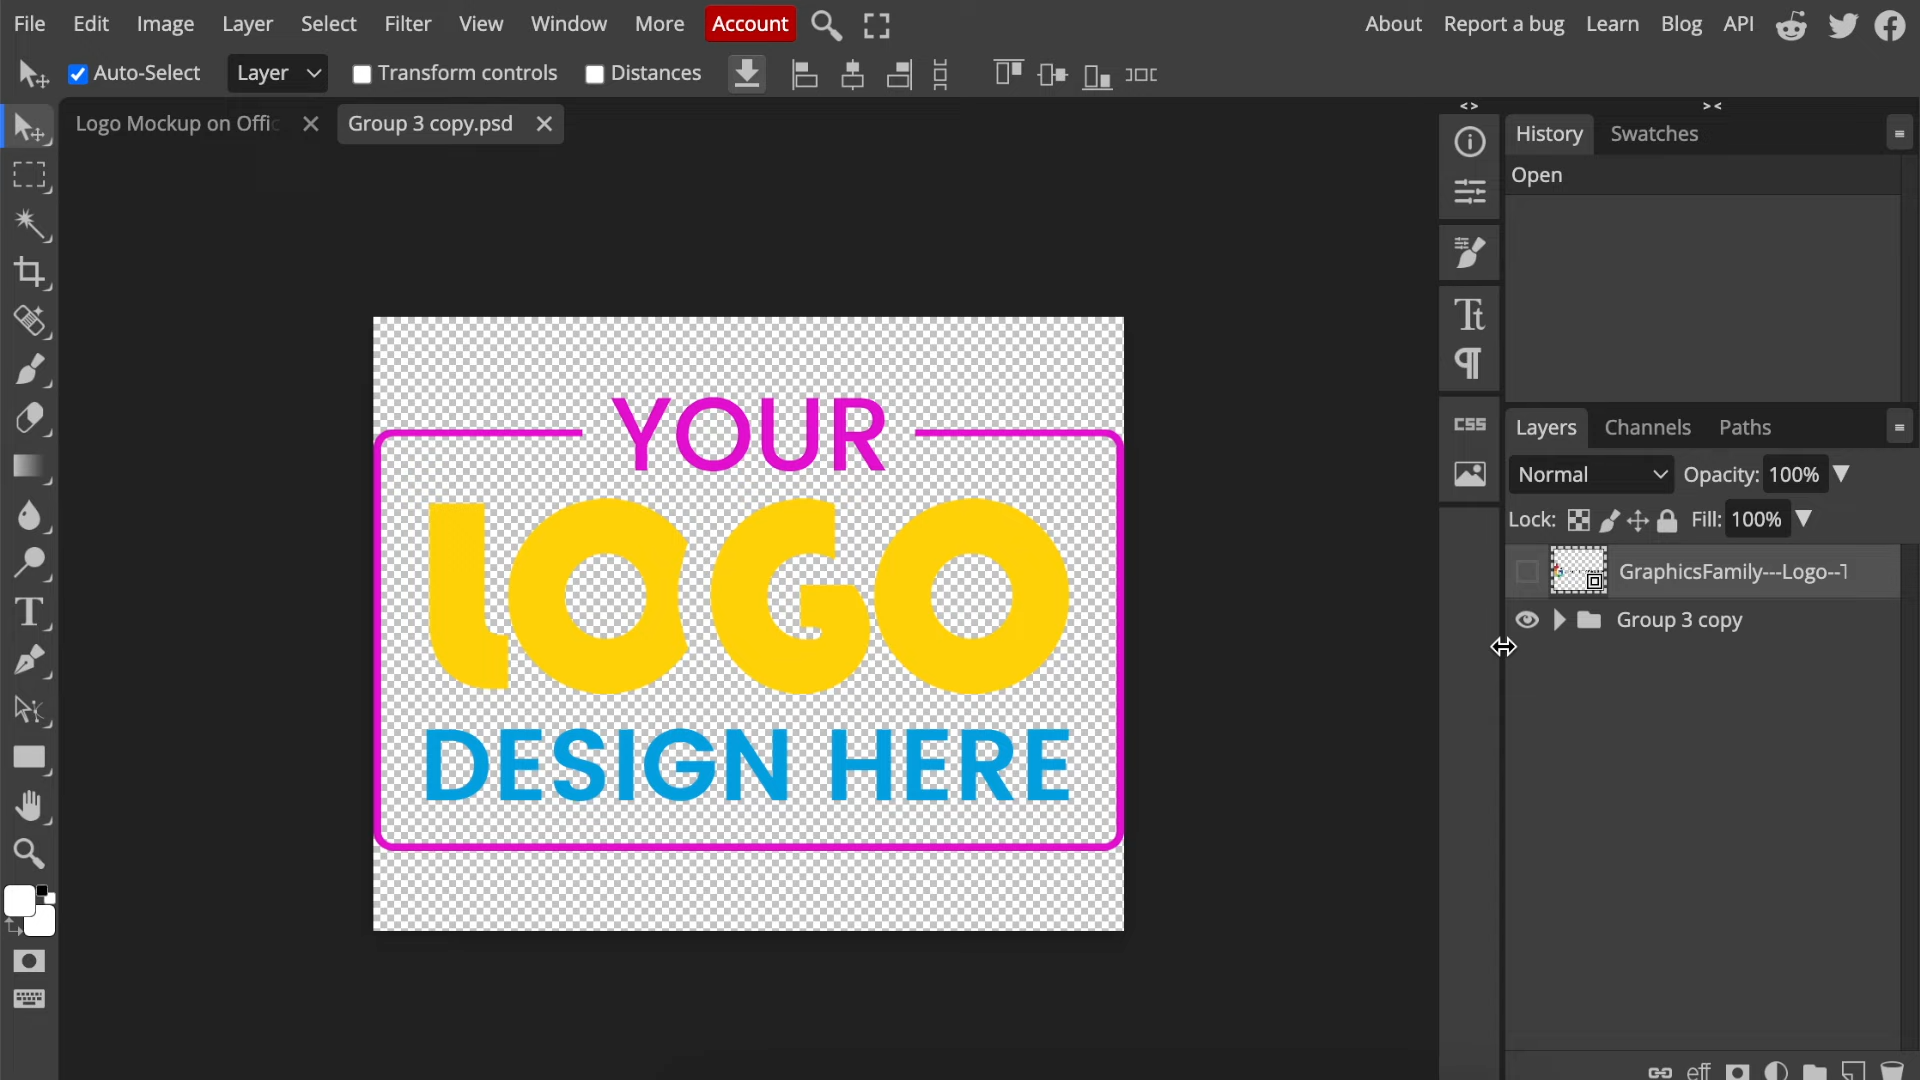 File Edit Image Layer Select Filter View Window More Account About Report a bug Learn Blog API
Auto-Select Layer Transform controls Distances
Logo Mockup on Offic Group 3 copy.psd
History Swatches
Open
YOUR
LOGO
DESIGN HERE
CSS
Layers Channels Paths
Normal Opacity: 100%
Lock: Fill: 100%
GraphicsFamily---Logo--T
Group 3 copy
eff